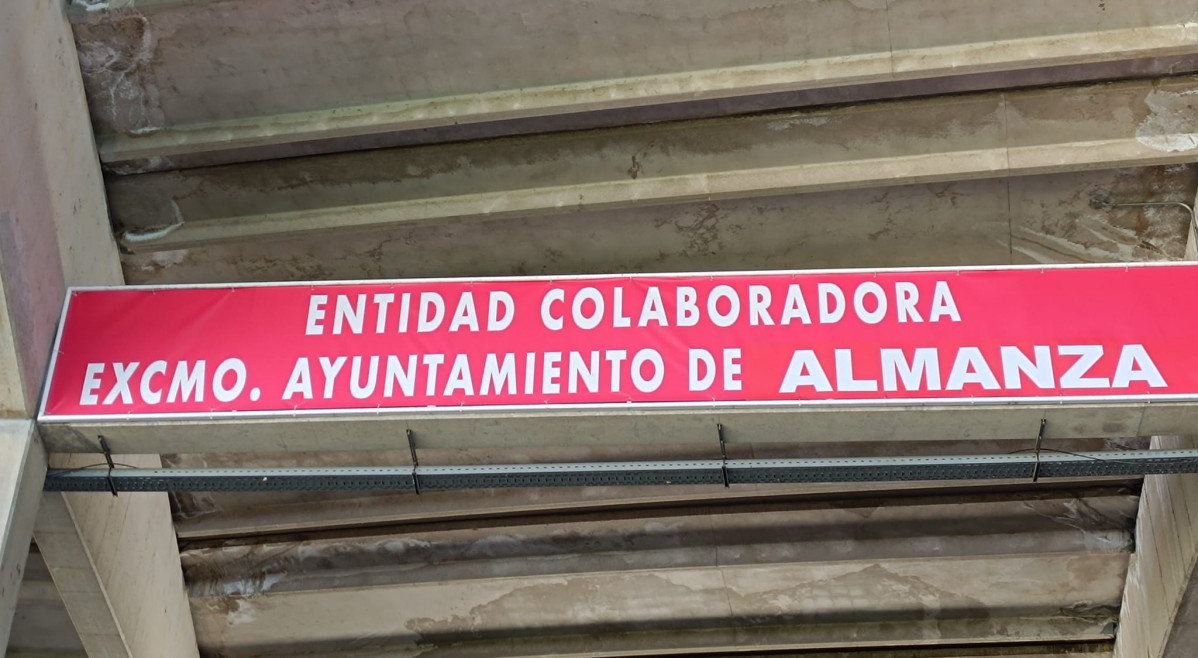 ENTIDAD COLABORADORA
EXCMO. AYUNTAMIENTO DE ALMANZA